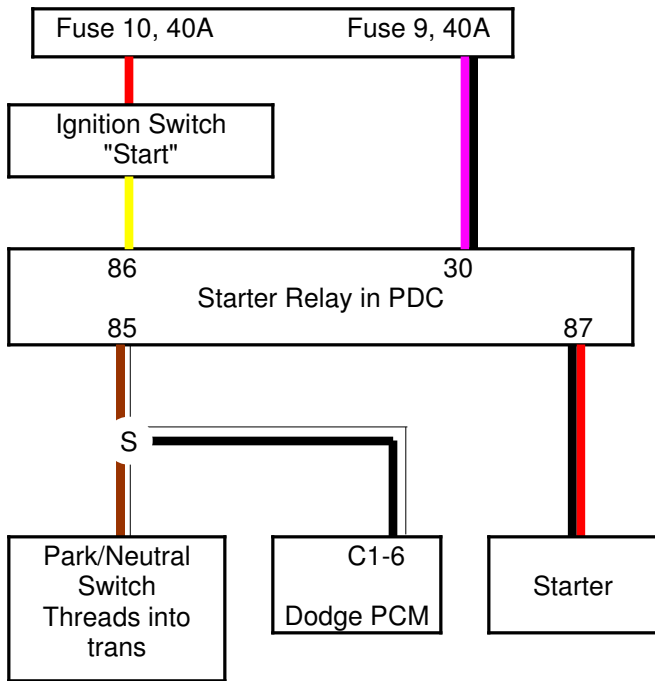 Fuse 10, 40A
Fuse 9, 40A
Ignition Switch
"Start"
86
30
Starter Relay in PDC
85
87
S
Park/Neutral
Switch
Threads into
trans
C1-6
Dodge PCM
Starter